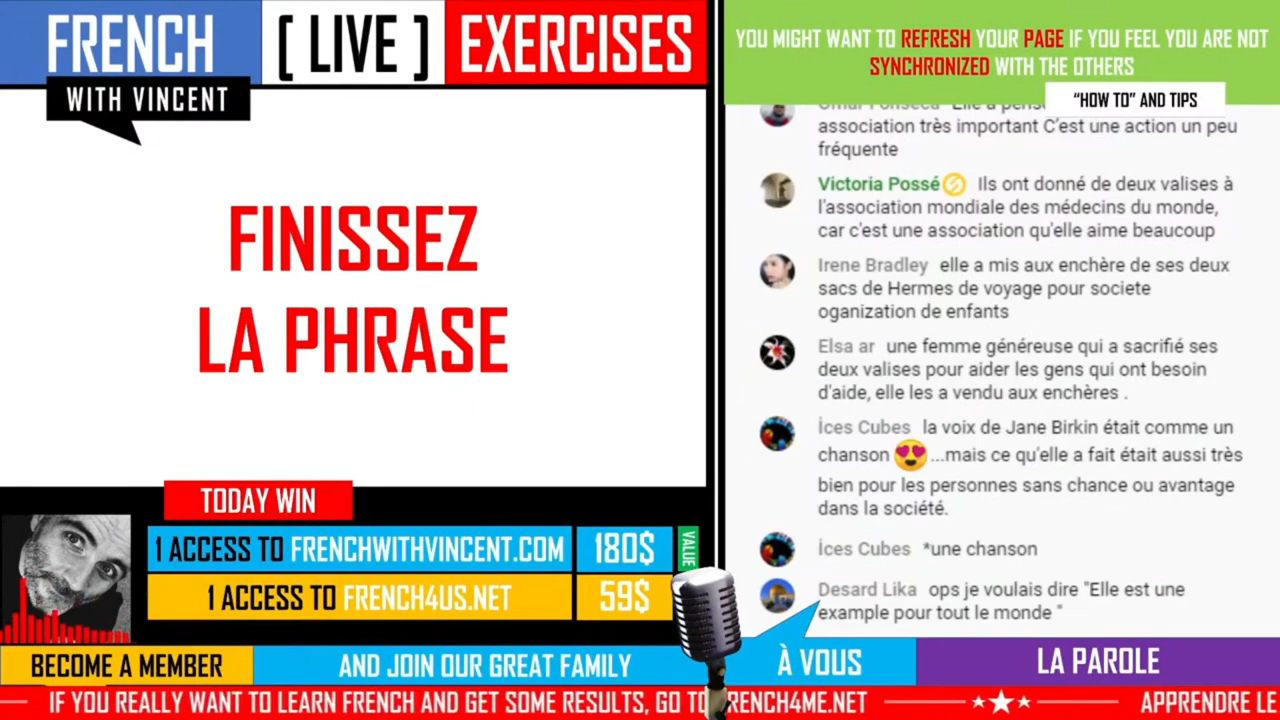 FRENCH [ LIVE ] EXERCISES
WITH VINCENT
FINISSEZ
LA PHRASE
TODAY WIN
1 ACCESS TO FRENCHWITHVINCENT.COM 180$
VALUE
1 ACCESS TO FRENCH4US.NET 59$
BECOME A MEMBER AND JOIN OUR GREAT FAMILY
YOU MIGHT WANT TO REFRESH YOUR PAGE IF YOU FEEL YOU ARE NOT
SYNCHRONIZED WITH THE OTHERS
“HOW TO” AND TIPS
association très important C'est une action un peu
fréquente
Victoria Possé Ils ont donné de deux valises à
l'association mondiale des médecins du monde,
car c'est une association qu'elle aime beaucoup
Irene Bradley elle a mis aux enchère de ses deux
sacs de Hermes de voyage pour societe
oganization de enfants
Elsa ar une femme généreuse qui a sacrifié ses
deux valises pour aider les gens qui ont besoin
d'aide, elle les a vendu aux enchères .
İces Cubes la voix de Jane Birkin était comme un
chanson 😍...mais ce qu'elle a fait était aussi très
bien pour les personnes sans chance ou avantage
dans la société.
İces Cubes *une chanson
Desard Lika ops je voulais dire "Elle est une
example pour tout le monde "
À VOUS LA PAROLE
IF YOU REALLY WANT TO LEARN FRENCH AND GET SOME RESULTS, GO TO RENCH4ME.NET APPRENDRE LE